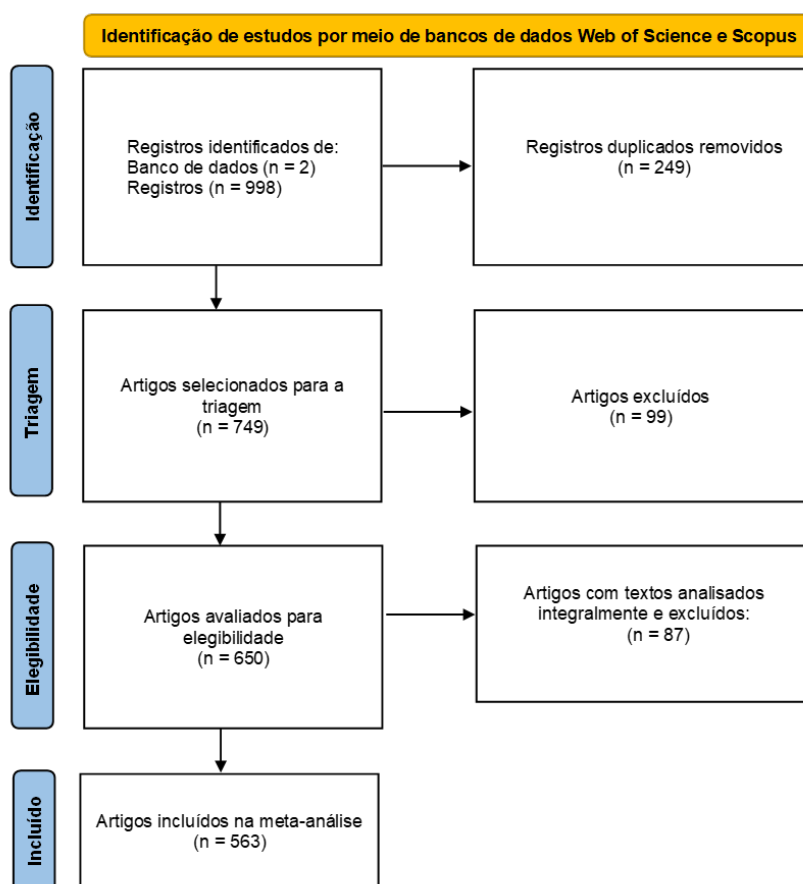 Identificação de estudos por meio de bancos de dados Web of Science e Scopus
Identificação
Registros identificados de:
Banco de dados (n = 2)
Registros (n = 998)
Registros duplicados removidos
(n = 249)
Triagem
Artigos selecionados para a
triagem
(n = 749)
Artigos excluídos
(n = 99)
Elegibilidade
Artigos avaliados para
elegibilidade
(n = 650)
Artigos com textos analisados
integralmente e excluídos:
(n = 87)
Incluído
Artigos incluídos na meta-análise
(n = 563)